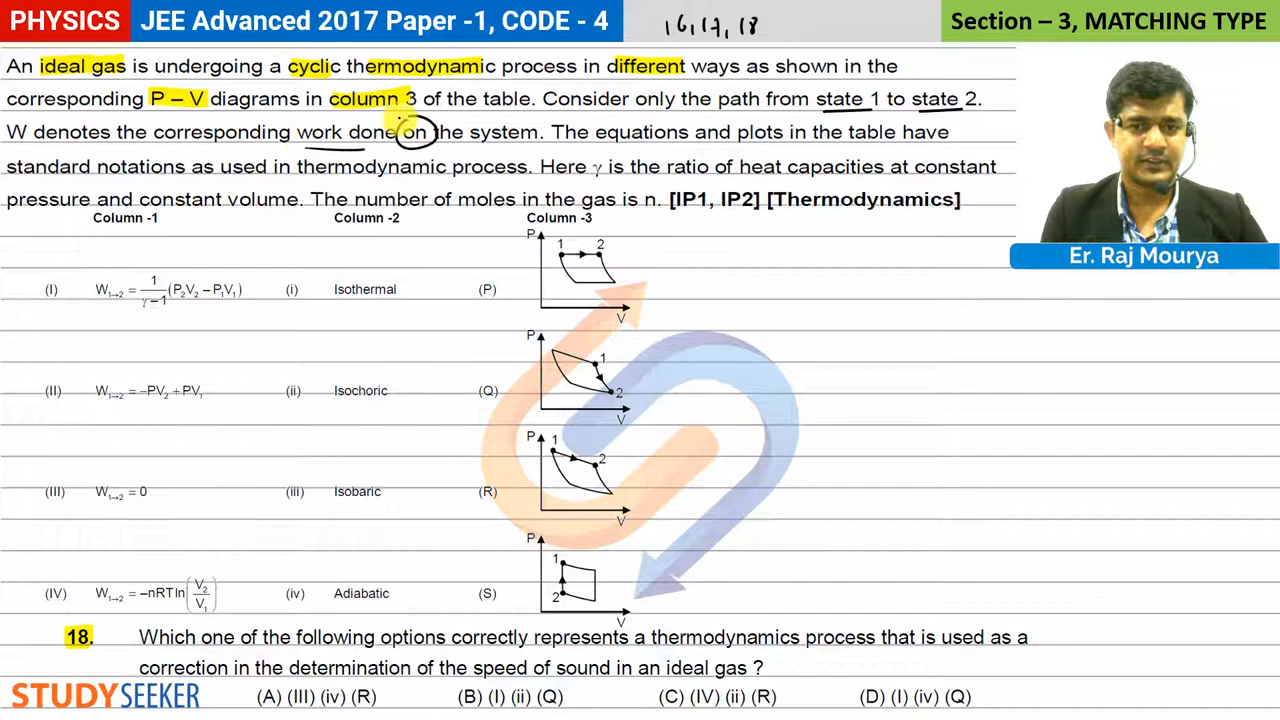 PHYSICS JEE Advanced 2017 Paper -1, CODE - 4 16, 17, 18 Section – 3, MATCHING TYPE
An ideal gas is undergoing a cyclic thermodynamic process in different ways as shown in the
corresponding P – V diagrams in column 3 of the table. Consider only the path from state 1 to state 2.
W denotes the corresponding work done on the system. The equations and plots in the table have
standard notations as used in thermodynamic process. Here γ is the ratio of heat capacities at constant
pressure and constant volume. The number of moles in the gas is n. [IP1, IP2] [Thermodynamics]
Er. Raj Mourya
Column -1 Column -2 Column -3
(I) W₁→₂ = 1/(γ – 1) (P₂V₂ – P₁V₁) (i) Isothermal (P) P 1 2 V
(II) W₁→₂ = –PV₂ + PV₁ (ii) Isochoric (Q) P 1 2 V
(III) W₁→₂ = 0 (iii) Isobaric (R) P 1 2 V
(IV) W₁→₂ = –nRT ln(V₂/V₁) (iv) Adiabatic (S) P 1 2 V
18. Which one of the following options correctly represents a thermodynamics process that is used as a
correction in the determination of the speed of sound in an ideal gas ?
STUDYSEEKER (A) (III) (iv) (R) (B) (I) (ii) (Q) (C) (IV) (ii) (R) (D) (I) (iv) (Q)